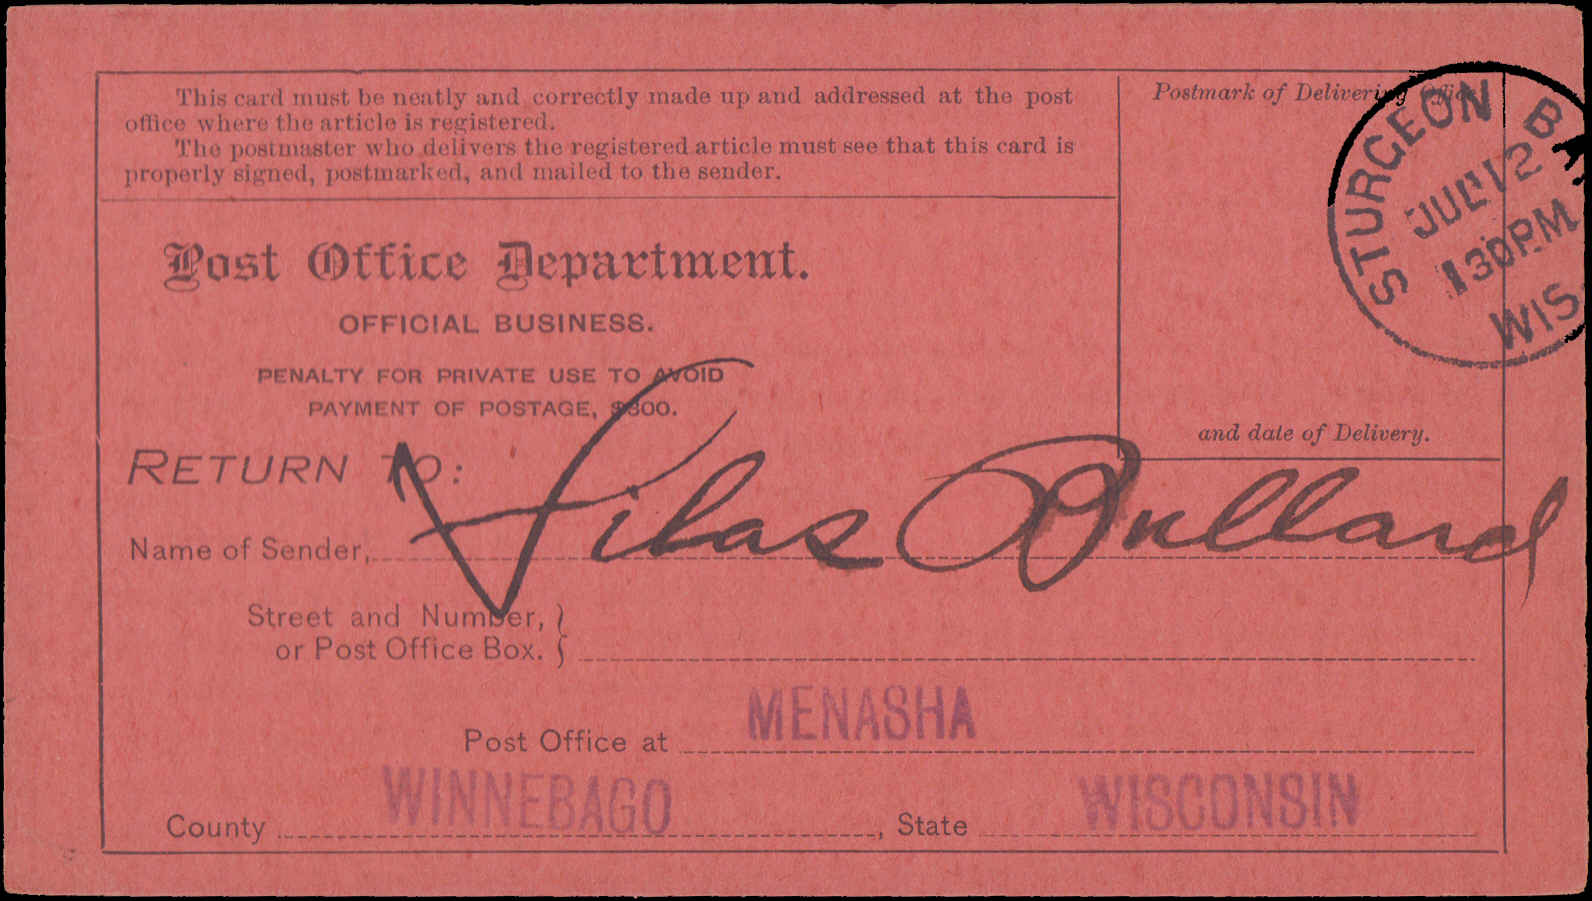 This card must be neatly and correctly made up and addressed at the post
office where the article is registered.
The postmaster who delivers the registered article must see that this card is
properly signed, postmarked, and mailed to the sender.
Postmark of Delivering Office
STURGEON BAY
JUL 12
130PM
WIS.
and date of Delivery.
Post Office Department.
OFFICIAL BUSINESS.
PENALTY FOR PRIVATE USE TO AVOID
PAYMENT OF POSTAGE, $300.
RETURN TO:
Name of Sender, Silas Bullard
Street and Number,
or Post Office Box.
Post Office at MENASHA
County WINNEBAGO, State WISCONSIN